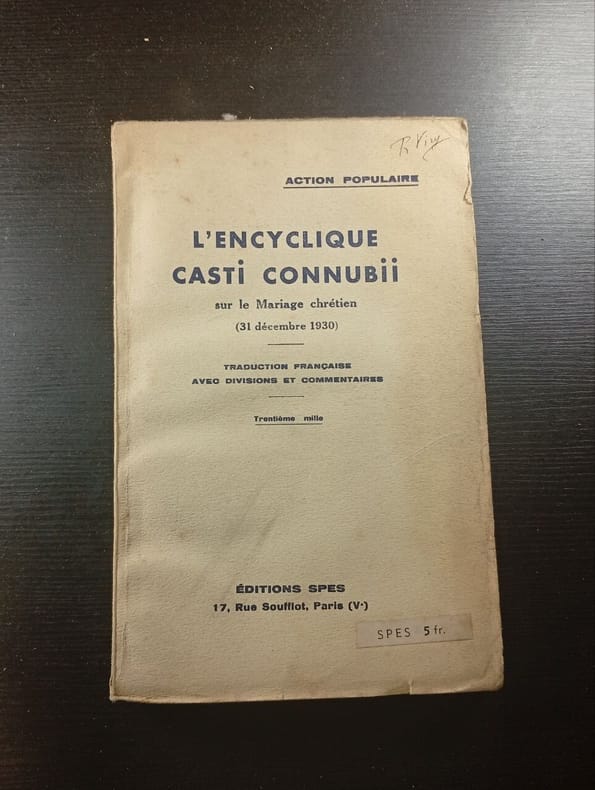 ACTION POPULAIRE
L'ENCYCLIQUE
CASTi CONNUBii
sur le Mariage chrétien
(31 décembre 1930)
TRADUCTION FRANÇAISE
AVEC DIVISIONS ET COMMENTAIRES
Trentième mille
ÉDITIONS SPES
17, Rue Soufflot, Paris (Vᵉ)
SPES 5 fr.